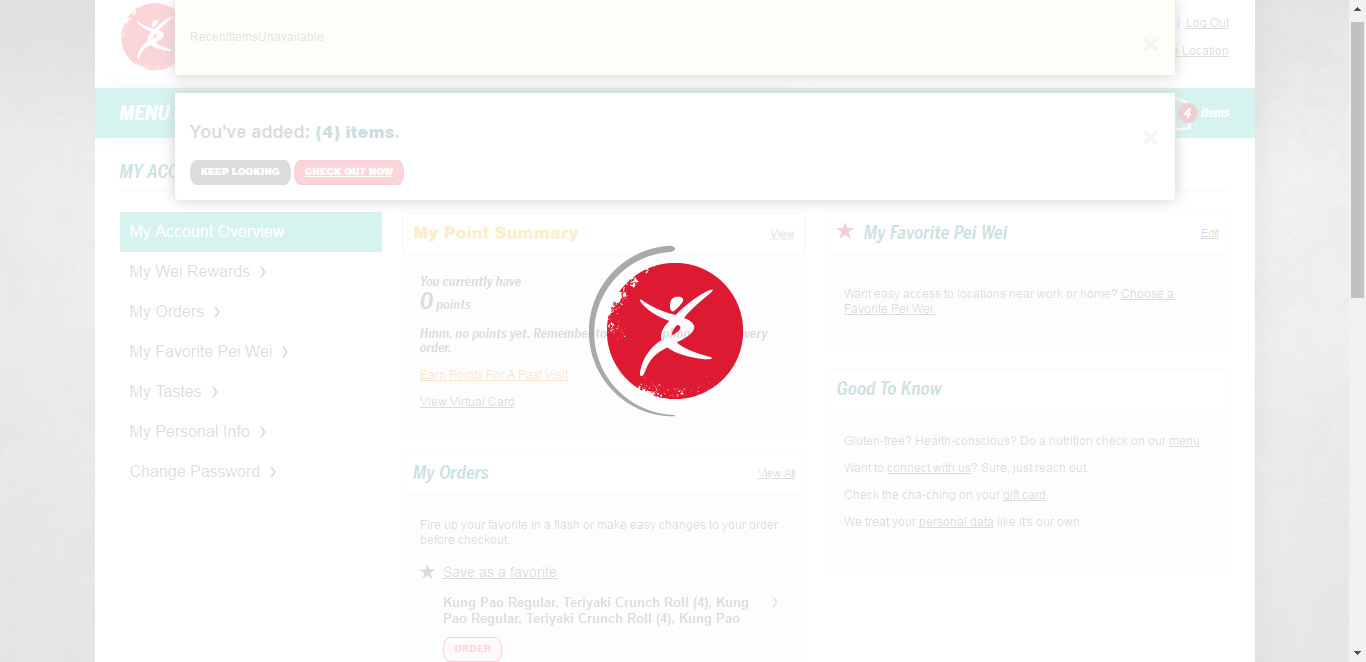 RecentItemsUnavailable
| Log Out
Location
MENU
4 items
You've added: (4) items.
KEEP LOOKING
CHECK OUT NOW
MY ACC
My Account Overview
My Wei Rewards
My Orders
My Favorite Pei Wei
My Tastes
My Personal Info
Change Password
My Point Summary
View
You currently have
0 points
Hmm, no points yet. Remember to very
order.
Earn Points For A Past Visit
View Virtual Card
My Orders
View All
Fire up your favorite in a flash or make easy changes to your order
before checkout.
Save as a favorite
Kung Pao Regular, Teriyaki Crunch Roll (4), Kung
Pao Regular, Teriyaki Crunch Roll (4), Kung Pao
ORDER
My Favorite Pei Wei
Edit
Want easy access to locations near work or home? Choose a
Favorite Pei Wei.
Good To Know
Gluten-free? Health-conscious? Do a nutrition check on our menu.
Want to connect with us? Sure, just reach out.
Check the cha-ching on your gift card.
We treat your personal data like it's our own.